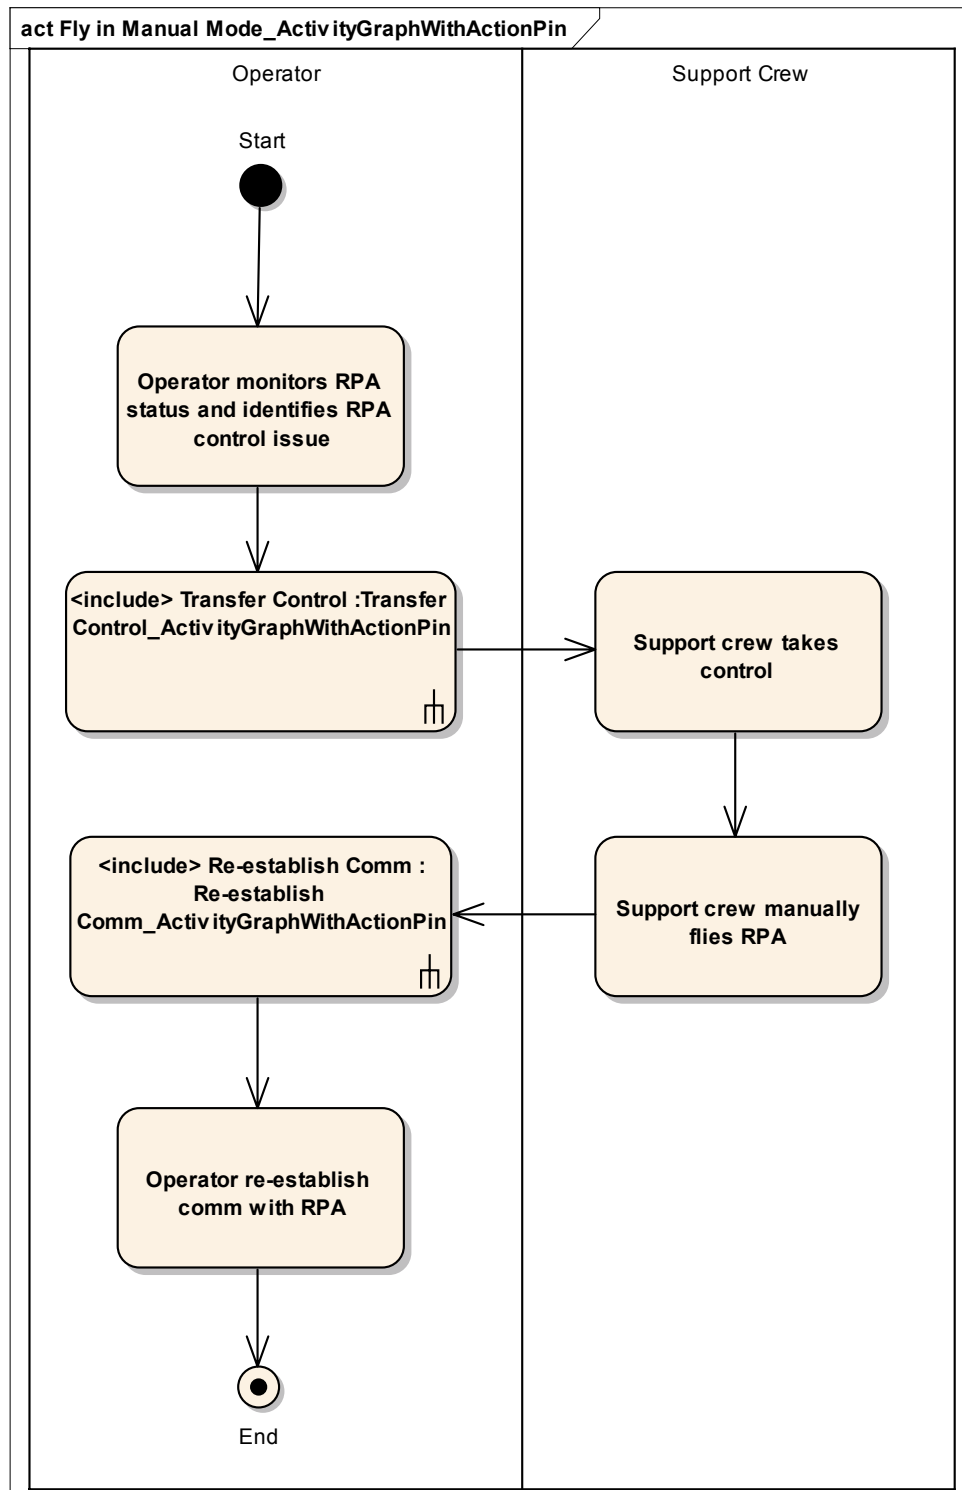 act Fly in Manual Mode_ActivityGraphWithActionPin
Operator
Support Crew
Start
Operator monitors RPA
status and identifies RPA
control issue
<include> Transfer Control :Transfer
Control_ActivityGraphWithActionPin
Support crew takes
control
<include> Re-establish Comm :
Re-establish
Comm_ActivityGraphWithActionPin
Support crew manually
flies RPA
Operator re-establish
comm with RPA
End